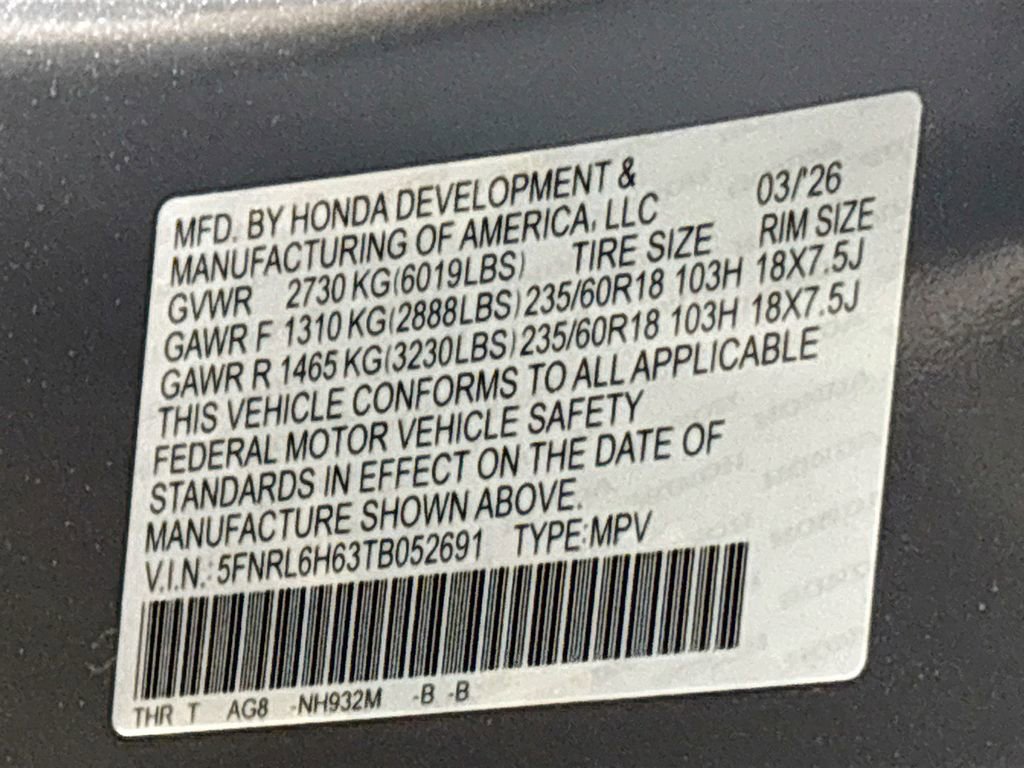 MFD. BY HONDA DEVELOPMENT &
MANUFACTURING OF AMERICA, LLC 03/'26
GVWR 2730 KG(6019LBS) TIRE SIZE RIM SIZE
GAWR F 1310 KG(2888LBS) 235/60R18 103H 18X7.5J
GAWR R 1465 KG(3230LBS) 235/60R18 103H 18X7.5J
THIS VEHICLE CONFORMS TO ALL APPLICABLE
FEDERAL MOTOR VEHICLE SAFETY
STANDARDS IN EFFECT ON THE DATE OF
MANUFACTURE SHOWN ABOVE.
V.I.N.: 5FNRL6H63TB052691 TYPE:MPV
THR T AG8 -NH932M -B -B